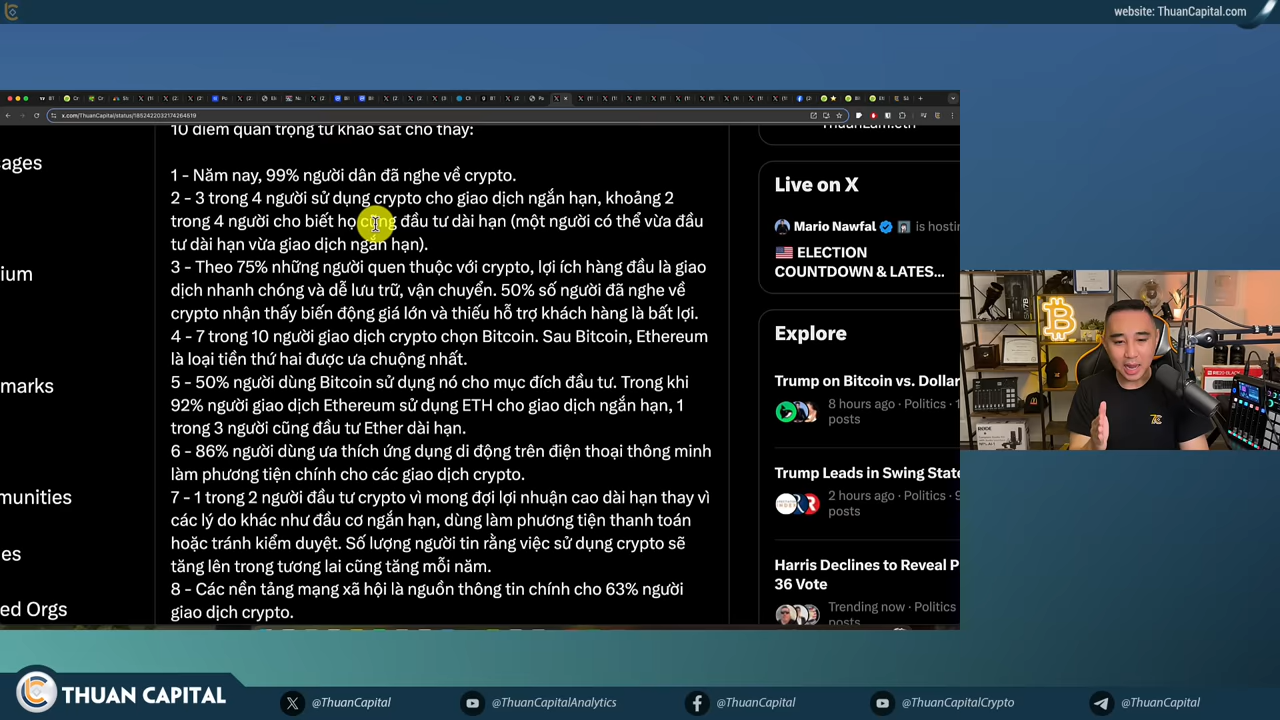 website: ThuanCapital.com
x.com/ThuanCapital/status/1852422032174264519
10 điểm quan trọng từ khảo sát cho thấy:
1 - Năm nay, 99% người dân đã nghe về crypto.
2 - 3 trong 4 người sử dụng crypto cho giao dịch ngắn hạn, khoảng 2
trong 4 người cho biết họ cũng đầu tư dài hạn (một người có thể vừa đầu
tư dài hạn vừa giao dịch ngắn hạn).
3 - Theo 75% những người quen thuộc với crypto, lợi ích hàng đầu là giao
dịch nhanh chóng và dễ lưu trữ, vận chuyển. 50% số người đã nghe về
crypto nhận thấy biến động giá lớn và thiếu hỗ trợ khách hàng là bất lợi.
4 - 7 trong 10 người giao dịch crypto chọn Bitcoin. Sau Bitcoin, Ethereum
là loại tiền thứ hai được ưa chuộng nhất.
5 - 50% người dùng Bitcoin sử dụng nó cho mục đích đầu tư. Trong khi
92% người giao dịch Ethereum sử dụng ETH cho giao dịch ngắn hạn, 1
trong 3 người cũng đầu tư Ether dài hạn.
6 - 86% người dùng ưa thích ứng dụng di động trên điện thoại thông minh
làm phương tiện chính cho các giao dịch crypto.
7 - 1 trong 2 người đầu tư crypto vì mong đợi lợi nhuận cao dài hạn thay vì
các lý do khác như đầu cơ ngắn hạn, dùng làm phương tiện thanh toán
hoặc tránh kiểm duyệt. Số lượng người tin rằng việc sử dụng crypto sẽ
tăng lên trong tương lai cũng tăng mỗi năm.
8 - Các nền tảng mạng xã hội là nguồn thông tin chính cho 63% người
giao dịch crypto.
ages
ium
marks
munities
es
ed Orgs
ThuanLam.eth
Live on X
Mario Nawfal is hosti
ELECTION
COUNTDOWN & LATES...
Explore
Trump on Bitcoin vs. Dollar
8 hours ago · Politics · 1
posts
Trump Leads in Swing State
2 hours ago · Politics · 9
posts
Harris Declines to Reveal P
36 Vote
Trending now · Politics
posts
THUAN CAPITAL
@ThuanCapital
@ThuanCapitalAnalytics
@ThuanCapital
@ThuanCapitalCrypto
@ThuanCapital